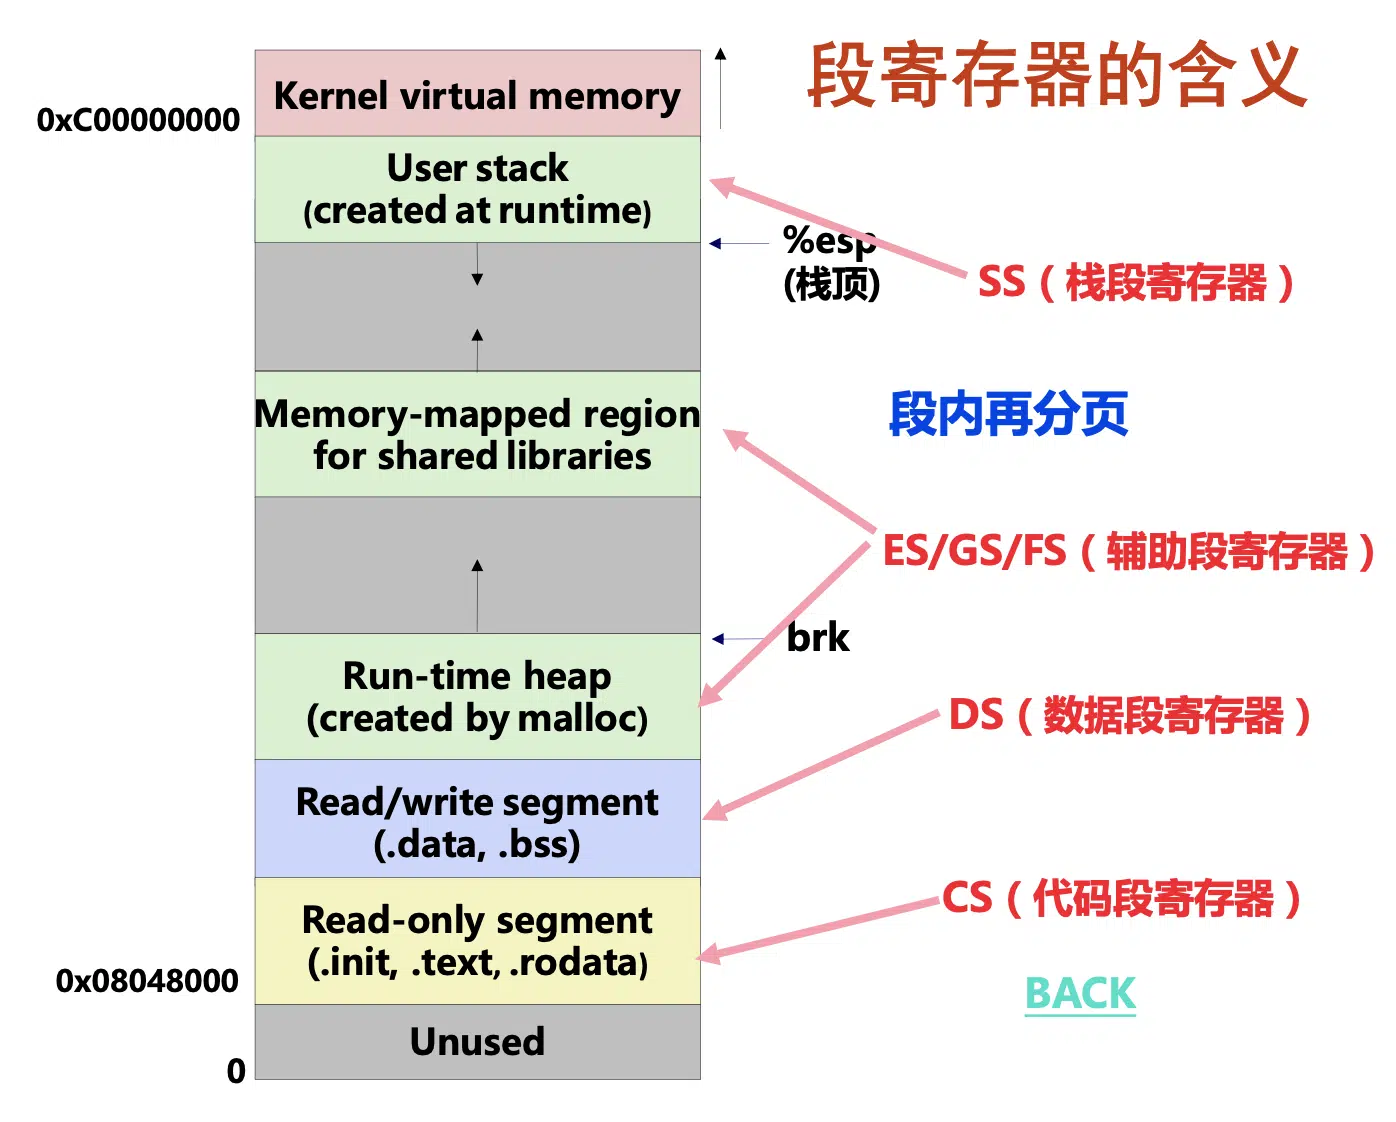 段寄存器的含义
Kernel virtual memory
0xC00000000
User stack
(created at runtime)
%esp
(栈顶)
SS（栈段寄存器）
Memory-mapped region
for shared libraries
段内再分页
ES/GS/FS（辅助段寄存器）
brk
Run-time heap
(created by malloc)
DS（数据段寄存器）
Read/write segment
(.data, .bss)
CS（代码段寄存器）
Read-only segment
(.init, .text, .rodata)
0x08048000
BACK
Unused
0